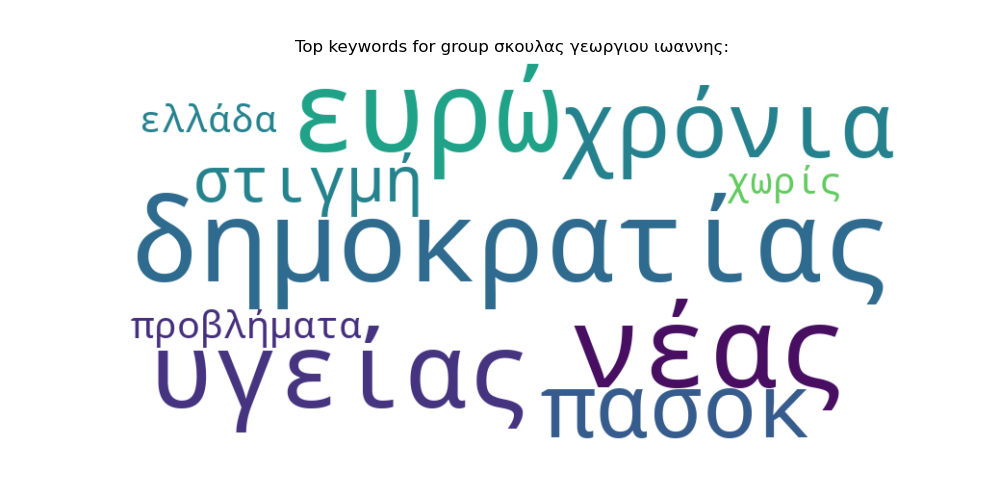 Top keywords for group σκουλας γεωργιου ιωαννης:
ελλάδα ευρώ χρόνια
στιγμή χωρίς
δημοκρατίας
προβλήματα νέας
υγείας πασοκ